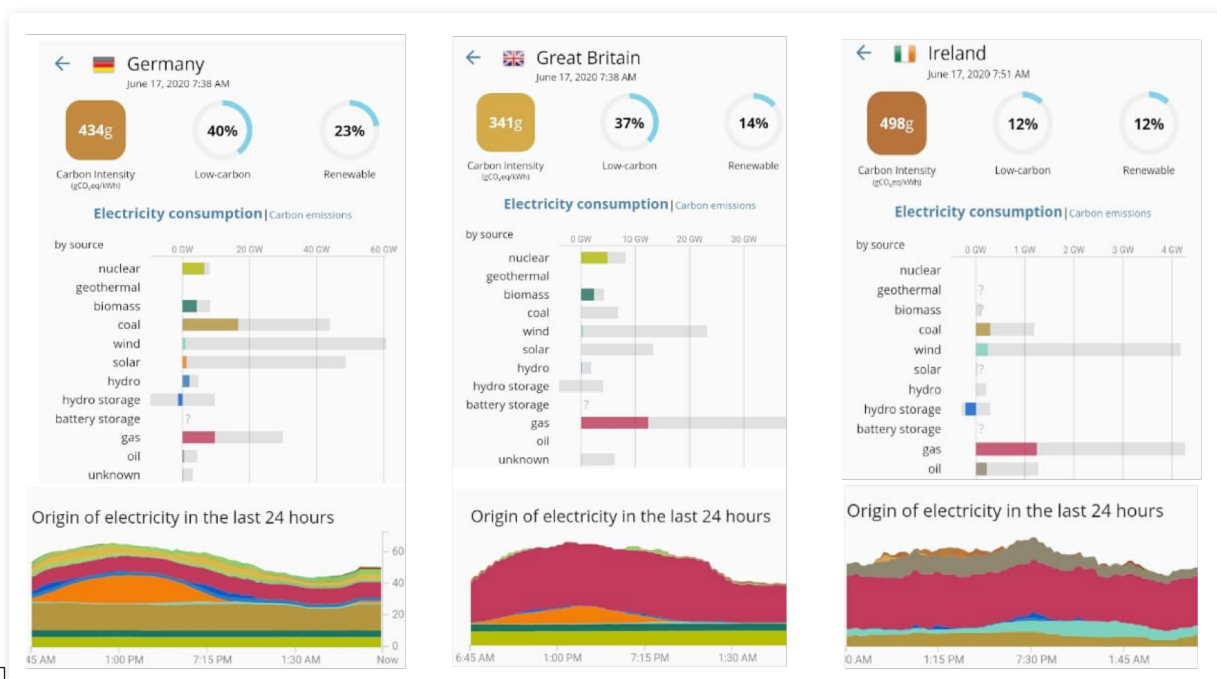 Germany
June 17, 2020 7:38 AM
434g
40%
23%
Carbon Intensity
(gCO₂eq/kWh)
Low-carbon
Renewable
Electricity consumption|Carbon emissions
by source
0 GW 20 GW 40 GW 60 GW
nuclear
geothermal
biomass
coal
wind
solar
hydro
hydro storage
battery storage ?
gas
oil
unknown
Origin of electricity in the last 24 hours
60
40
20
0
45 AM 1:00 PM 7:15 PM 1:30 AM Now
Great Britain
June 17, 2020 7:38 AM
341g
37%
14%
Carbon Intensity
(gCO₂eq/kWh)
Low-carbon
Renewable
Electricity consumption|Carbon emissions
by source
0 GW 10 GW 20 GW 30 GW
nuclear
geothermal
biomass
coal
wind
solar
hydro
hydro storage
battery storage ?
gas
oil
unknown
Origin of electricity in the last 24 hours
6:45 AM 1:00 PM 7:15 PM 1:30 AM
Ireland
June 17, 2020 7:51 AM
498g
12%
12%
Carbon Intensity
(gCO₂eq/kWh)
Low-carbon
Renewable
Electricity consumption|Carbon emissions
by source
0 GW 1 GW 2 GW 3 GW 4 GW
nuclear
geothermal ?
biomass ?
coal
wind
solar ?
hydro
hydro storage
battery storage ?
gas
oil
Origin of electricity in the last 24 hours
0 AM 1:15 PM 7:30 PM 1:45 AM